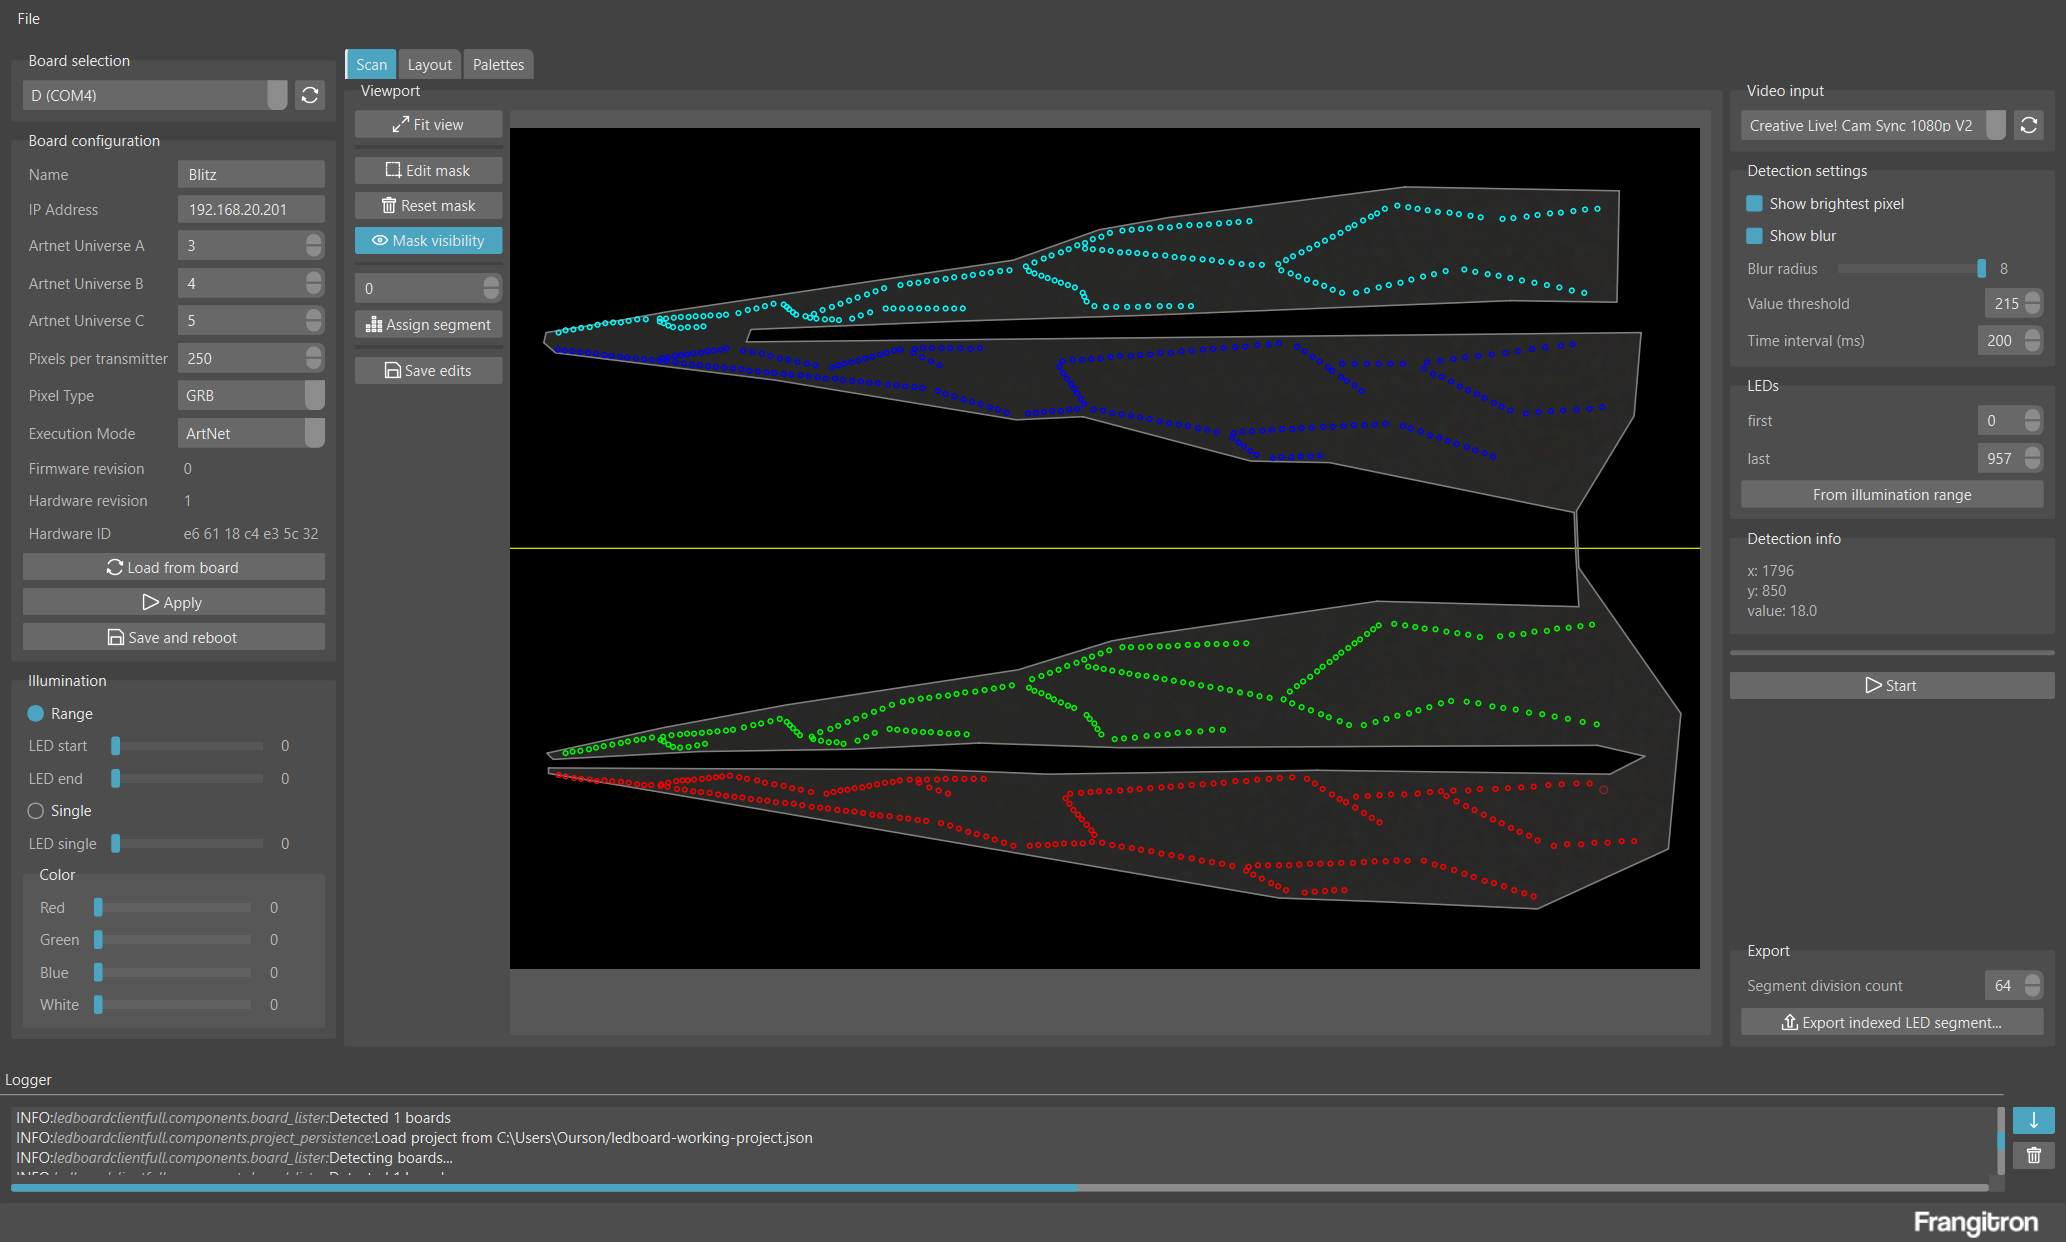 File
Board selection
D (COM4)
Board configuration
Name
Blitz
IP Address
192.168.20.201
Artnet Universe A
3
Artnet Universe B
4
Artnet Universe C
5
Pixels per transmitter
250
Pixel Type
GRB
Execution Mode
ArtNet
Firmware revision
0
Hardware revision
1
Hardware ID
e6 61 18 c4 e3 5c 32
Load from board
Apply
Save and reboot
Illumination
Range
LED start
0
LED end
0
Single
LED single
0
Color
Red
0
Green
0
Blue
0
White
0
Scan
Layout
Palettes
Viewport
Fit view
Edit mask
Reset mask
Mask visibility
0
Assign segment
Save edits
Video input
Creative Live! Cam Sync 1080p V2
Detection settings
Show brightest pixel
Show blur
Blur radius
8
Value threshold
215
Time interval (ms)
200
LEDs
first
0
last
957
From illumination range
Detection info
x: 1796
y: 850
value: 18.0
Start
Export
Segment division count
64
Export indexed LED segment...
Logger
INFO:ledboardclientfull.components.board_lister:Detected 1 boards
INFO:ledboardclientfull.components.project_persistence:Load project from C:\Users\Ourson/ledboard-working-project.json
INFO:ledboardclientfull.components.board_lister:Detecting boards...
Frangitron